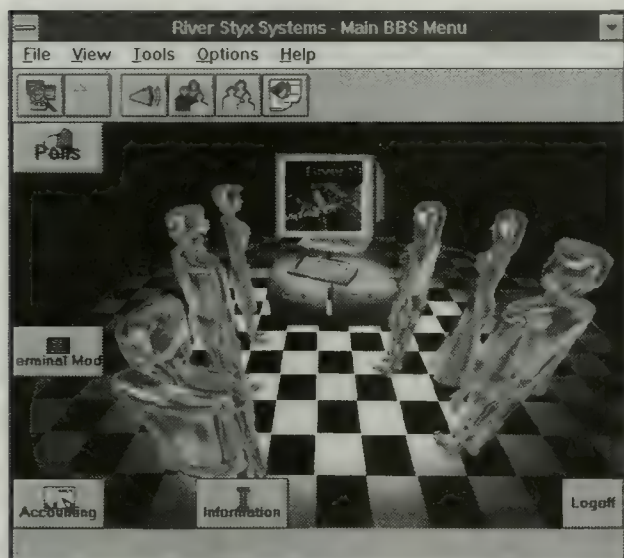 River Styx Systems - Main BBS Menu
File View Tools Options Help
Polls
erminal Mod
Accounting
Information
Logoff